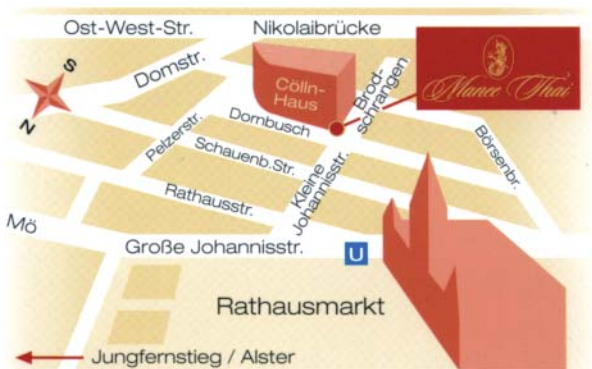 Ost-West-Str.
Nikolaibrücke
S
N
Domstr.
Cölln-
Haus
Brod-
schrangen
Manee Thai
Pelzerstr.
Dornbusch
Schauenb.Str.
Börsenbr.
Rathausstr.
Kleine
Johannisstr.
Mö
Große Johannisstr.
U
Rathausmarkt
Jungfernstieg / Alster